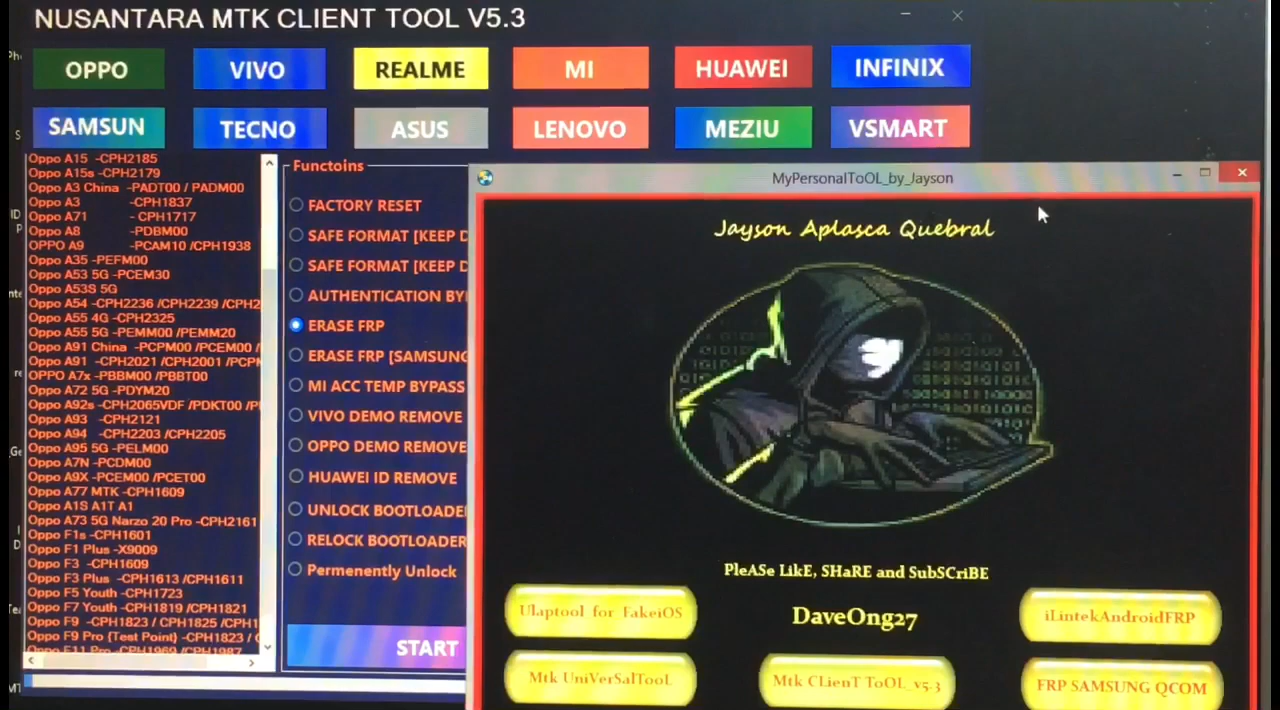 NUSANTARA MTK CLIENT TOOL V5.3
OPPO
VIVO
REALME
MI
HUAWEI
INFINIX
SAMSUN
TECNO
ASUS
LENOVO
MEZIU
VSMART
Oppo A15 -CPH2185
Oppo A15s -CPH2179
Oppo A3 China -PADT00 / PADM00
Oppo A3 -CPH1837
Oppo A71 - CPH1717
Oppo A8 -PDBM00
OPPO A9 -PCAM10 /CPH1938
Oppo A35 -PEFM00
Oppo A53 5G -PCEM30
Oppo A53S 5G
Oppo A54 -CPH2236 /CPH2239 /CPH2
Oppo A55 4G -CPH2325
Oppo A55 5G -PEMM00 /PEMM20
Oppo A91 China -PCPM00 /PCEM00 /
Oppo A91 -CPH2021 /CPH2001 /PCPM
OPPO A7x -PBBM00 /PBBT00
Oppo A72 5G -PDYM20
Oppo A92s -CPH2065VDF /PDKT00 /P
Oppo A93 -CPH2121
Oppo A94 -CPH2203 /CPH2205
Oppo A95 5G -PELM00
Oppo A7N -PCDM00
Oppo A9X -PCEM00 /PCET00
Oppo A77 MTK -CPH1609
Oppo A1S A1T A1
Oppo A73 5G Narzo 20 Pro -CPH2161
Oppo F1s -CPH1601
Oppo F1 Plus -X9009
Oppo F3 -CPH1609
Oppo F3 Plus -CPH1613 /CPH1611
Oppo F5 Youth -CPH1723
Oppo F7 Youth -CPH1819 /CPH1821
Oppo F9 -CPH1823 / CPH1825 /CPH1
Oppo F9 Pro {Test Point} -CPH1823 /
Oppo F11 Pro -CPH1969 /CPH1987
Functoins
FACTORY RESET
SAFE FORMAT [KEEP D
SAFE FORMAT [KEEP D
AUTHENTICATION BY
ERASE FRP
ERASE FRP [SAMSUNG
MI ACC TEMP BYPASS
VIVO DEMO REMOVE
OPPO DEMO REMOVE
HUAWEI ID REMOVE
UNLOCK BOOTLOADE
RELOCK BOOTLOADER
Permenently Unlock
START
MyPersonalToOL_by_Jayson
Jayson Aplasca Quebral
PleASe LikE, SHaRE and SubSCriBE
Ulaptool for FakeiOS
DaveOng27
iLintekAndroidFRP
Mtk UniVerSalTooL
Mtk CLienT ToOL_v5.3
FRP SAMSUNG QCOM